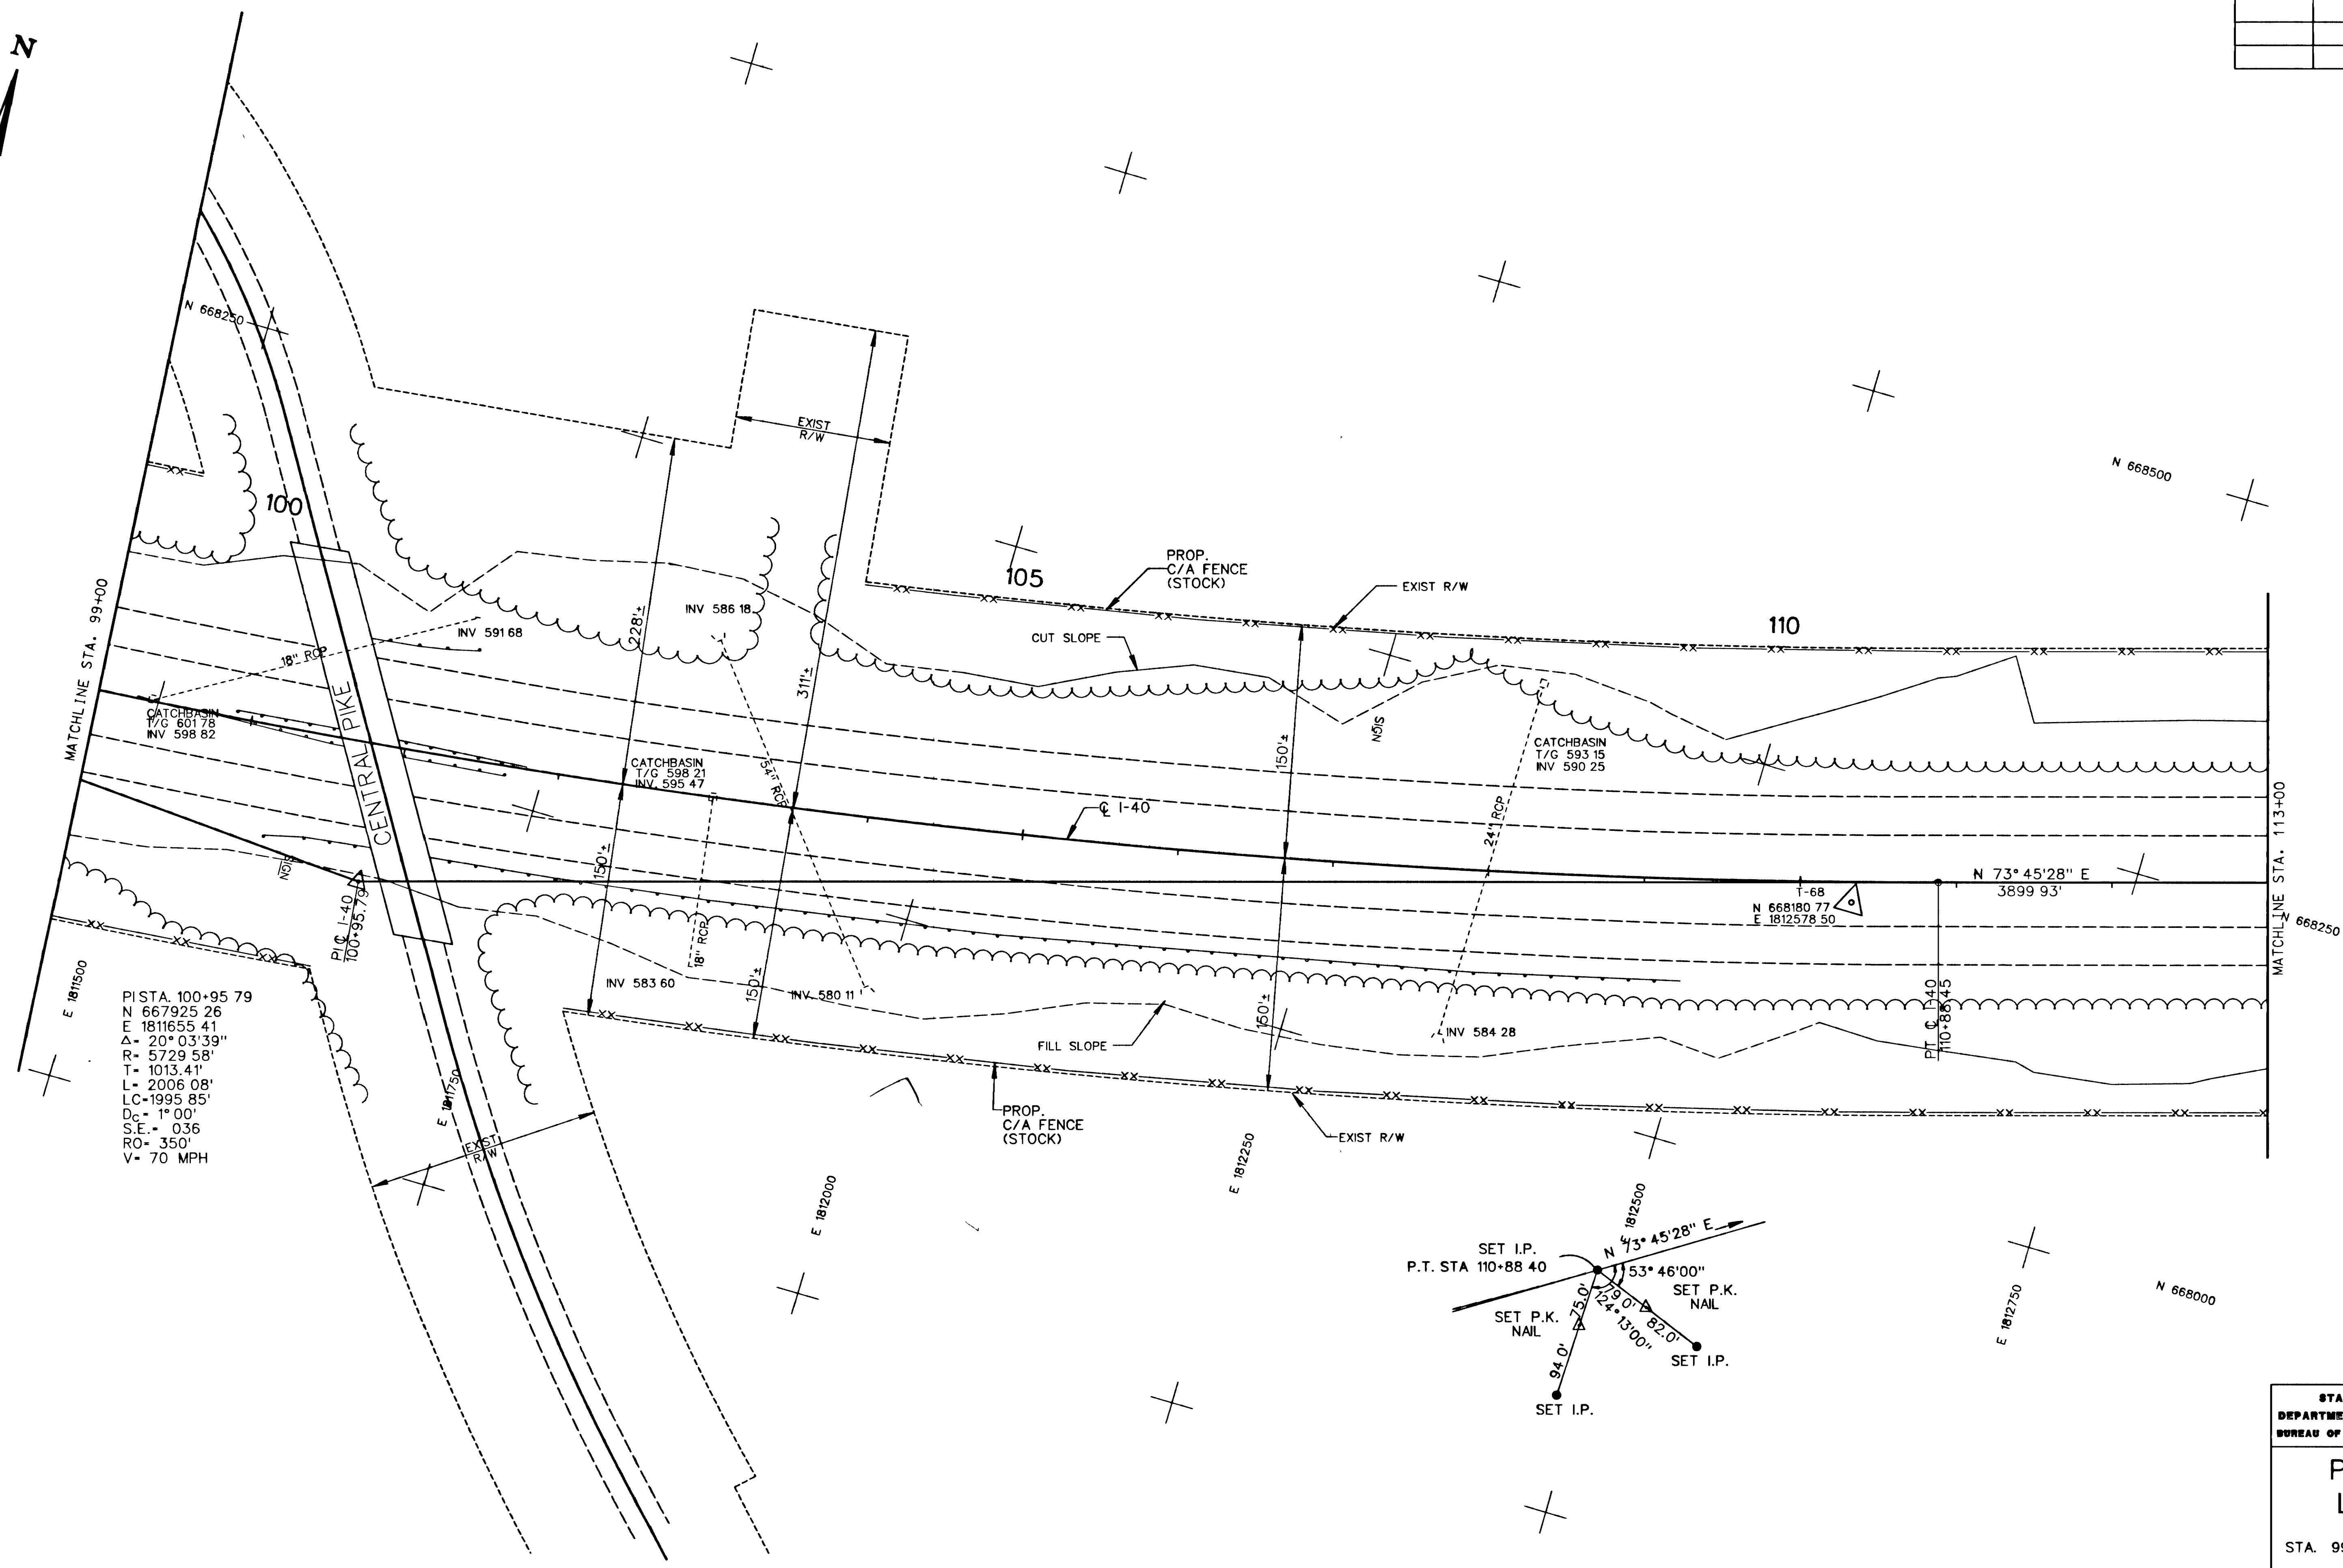 N
N 668250
100
MATCHLINE STA. 99+00
18" RCP
INV 591 68
CATCHBASIN
T/G 601 78
INV 598 82
CENTRAL PIKE
SIGN
EXIST
R/W
228'±
INV 586 18
311'±
54" RCP
CATCHBASIN
T/G 598 21
INV. 595 47
150'±
18" RCP
INV 583 60
150'±
INV. 580 11
105
PROP.
C/A FENCE
(STOCK)
EXIST R/W
CUT SLOPE
℄ I-40
150'±
SIGN
110
CATCHBASIN
T/G 593 15
INV 590 25
24" RCP
INV 584 28
150'±
FILL SLOPE
PROP.
C/A FENCE
(STOCK)
EXIST R/W
N 668500
T-68
N 668180 77
E 1812578 50
N 73° 45'28" E
3899 93'
PT ℄ I-40
110+88.45
MATCHLINE STA. 113+00
N 668250
PI ℄ I-40
100+95.79
E 1811500
PI STA. 100+95 79
N 667925 26
E 1811655 41
Δ= 20° 03'39"
R= 5729 58'
T= 1013.41'
L= 2006 08'
LC=1995 85'
Dc= 1° 00'
S.E.= 036
RO= 350'
V= 70 MPH
E 1811750
EXIST
R/W
E 1812000
E 1812250
E 1812500
E 1812750
N 668000
SET I.P.
P.T. STA 110+88 40
N 73° 45'28" E
53° 46'00"
SET P.K.
NAIL
79.0'
82.0'
124° 13'00"
75.0'
SET P.K.
NAIL
94 0'
SET I.P.
SET I.P.
STA
DEPARTME
BUREAU OF
P
L
STA. 99